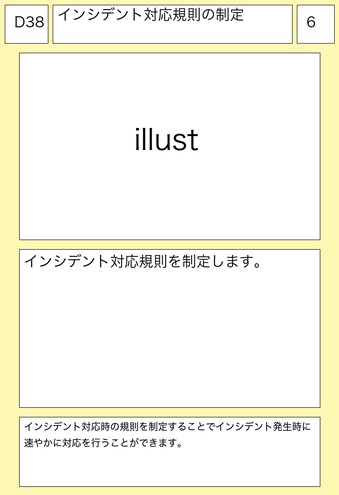 D38
インシデント対応規則の制定
6
illust
インシデント対応規則を制定します。
インシデント対応時の規則を制定することでインシデント発生時に
速やかに対応を行うことができます。